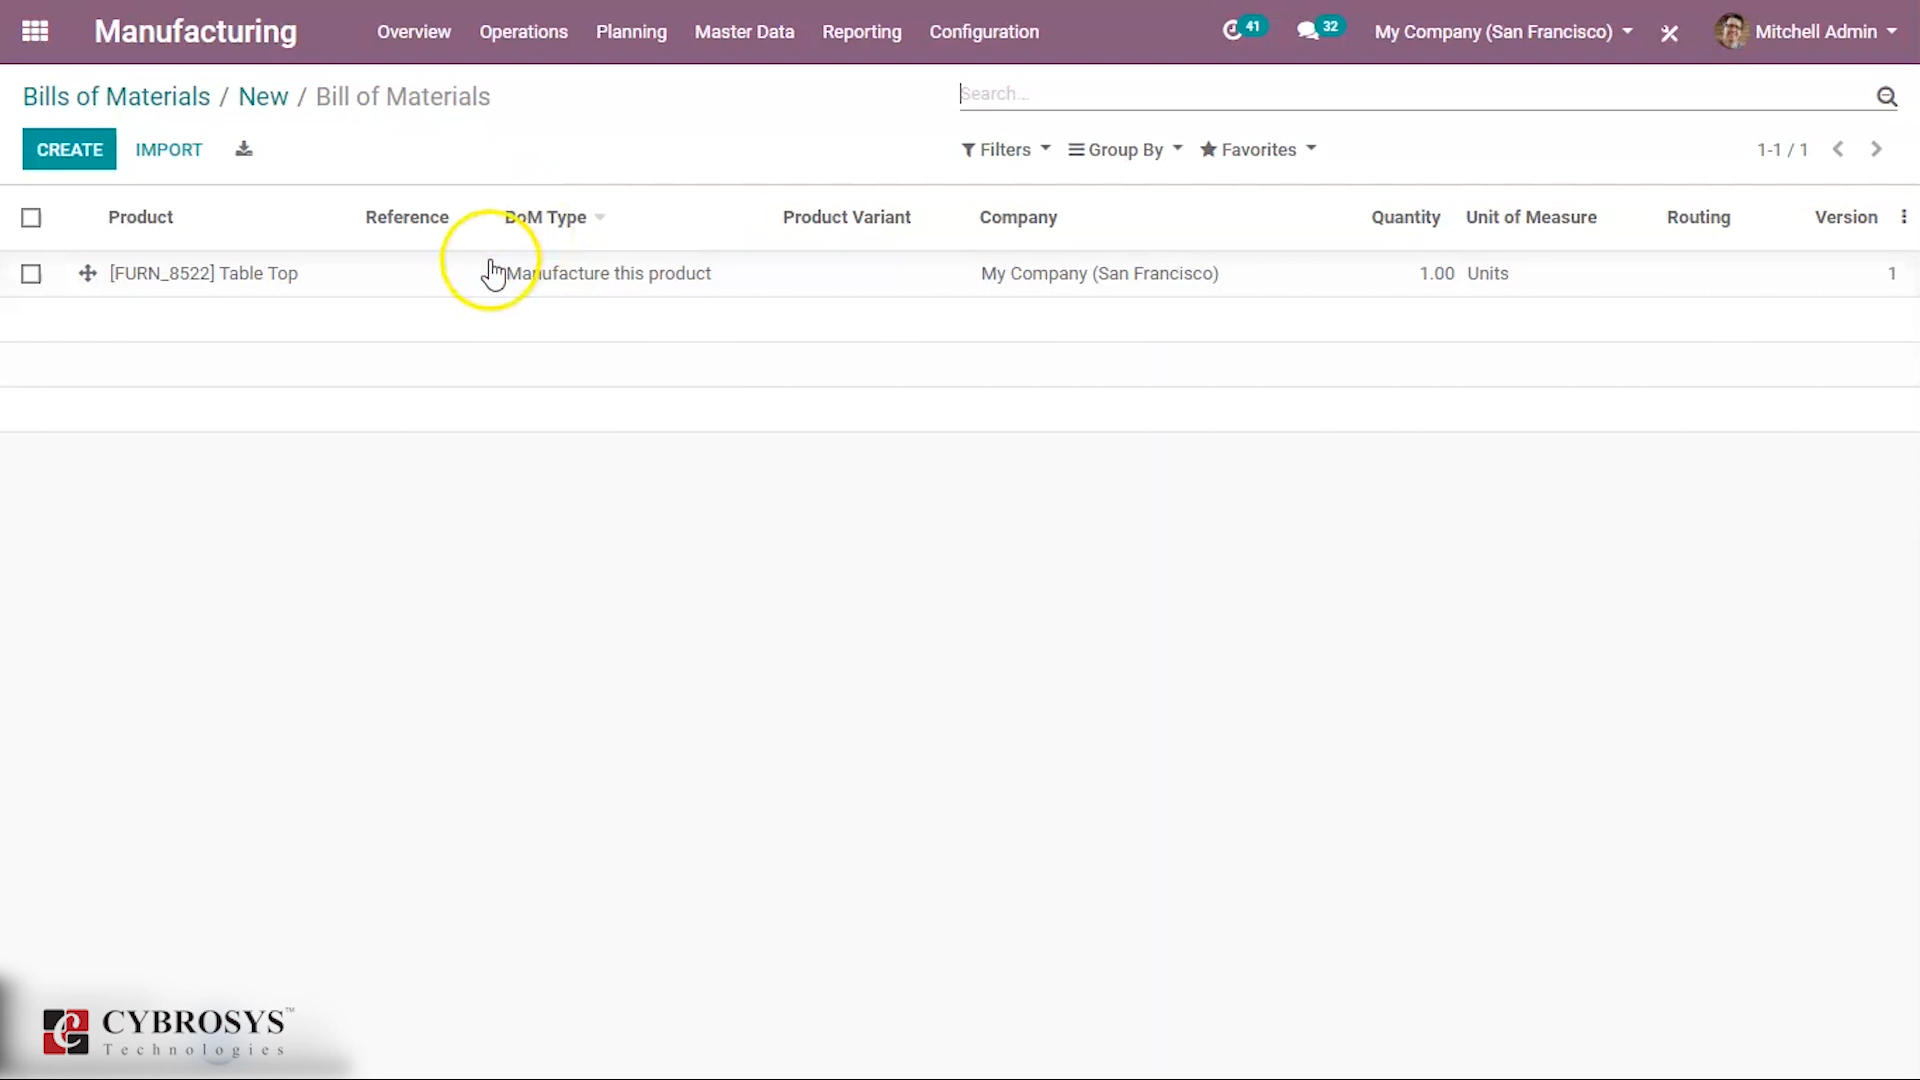 Manufacturing Overview Operations Planning Master Data Reporting Configuration 41 32 My Company (San Francisco) Mitchell Admin
Bills of Materials / New / Bill of Materials Search...
CREATE IMPORT Filters Group By Favorites 1-1 / 1
Product Reference BoM Type Product Variant Company Quantity Unit of Measure Routing Version
[FURN_8522] Table Top Manufacture this product My Company (San Francisco) 1.00 Units 1
CYBROSYS™
Technologies